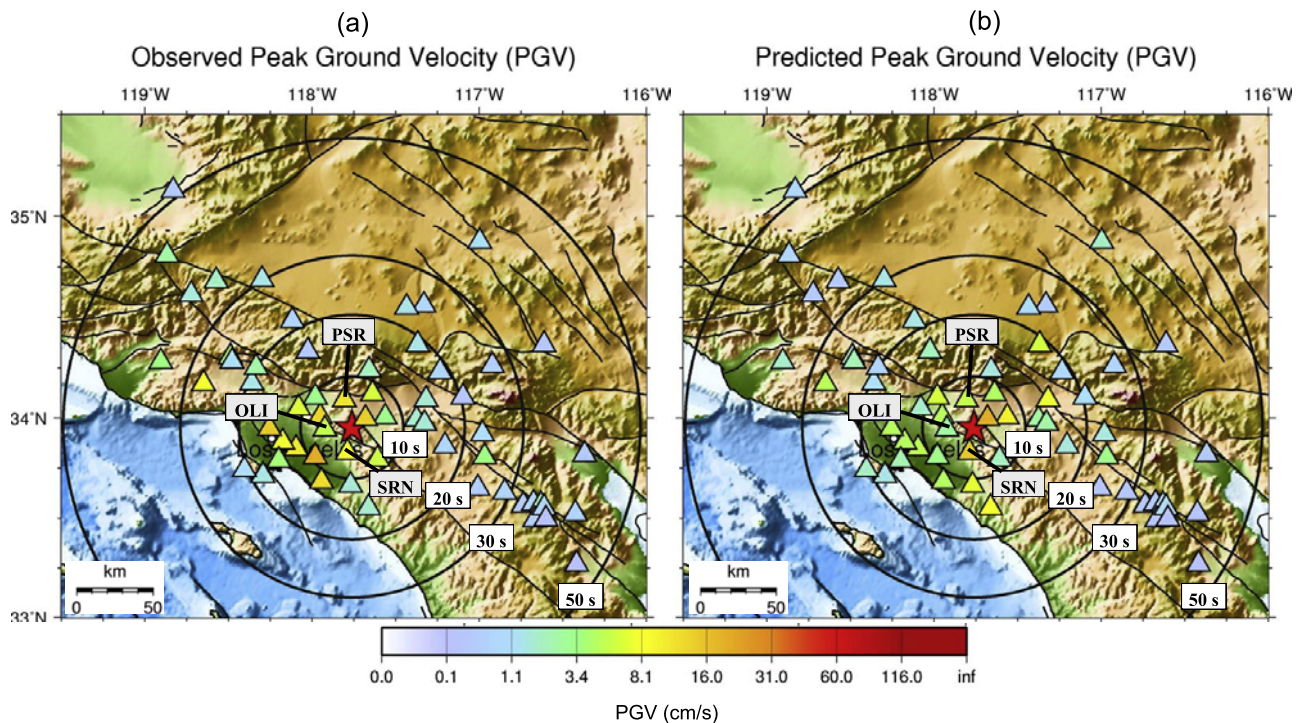 (a)
(b)
Observed Peak Ground Velocity (PGV)
Predicted Peak Ground Velocity (PGV)
119°W 118°W 117°W 116°W
119°W 118°W 117°W 116°W
35°N
34°N
33°N
PSR
OLI
10 s
SRN
20 s
30 s
50 s
km
0 50
PSR
OLI
10 s
SRN
20 s
30 s
50 s
km
0 50
0.0 0.1 1.1 3.4 8.1 16.0 31.0 60.0 116.0 inf
PGV (cm/s)